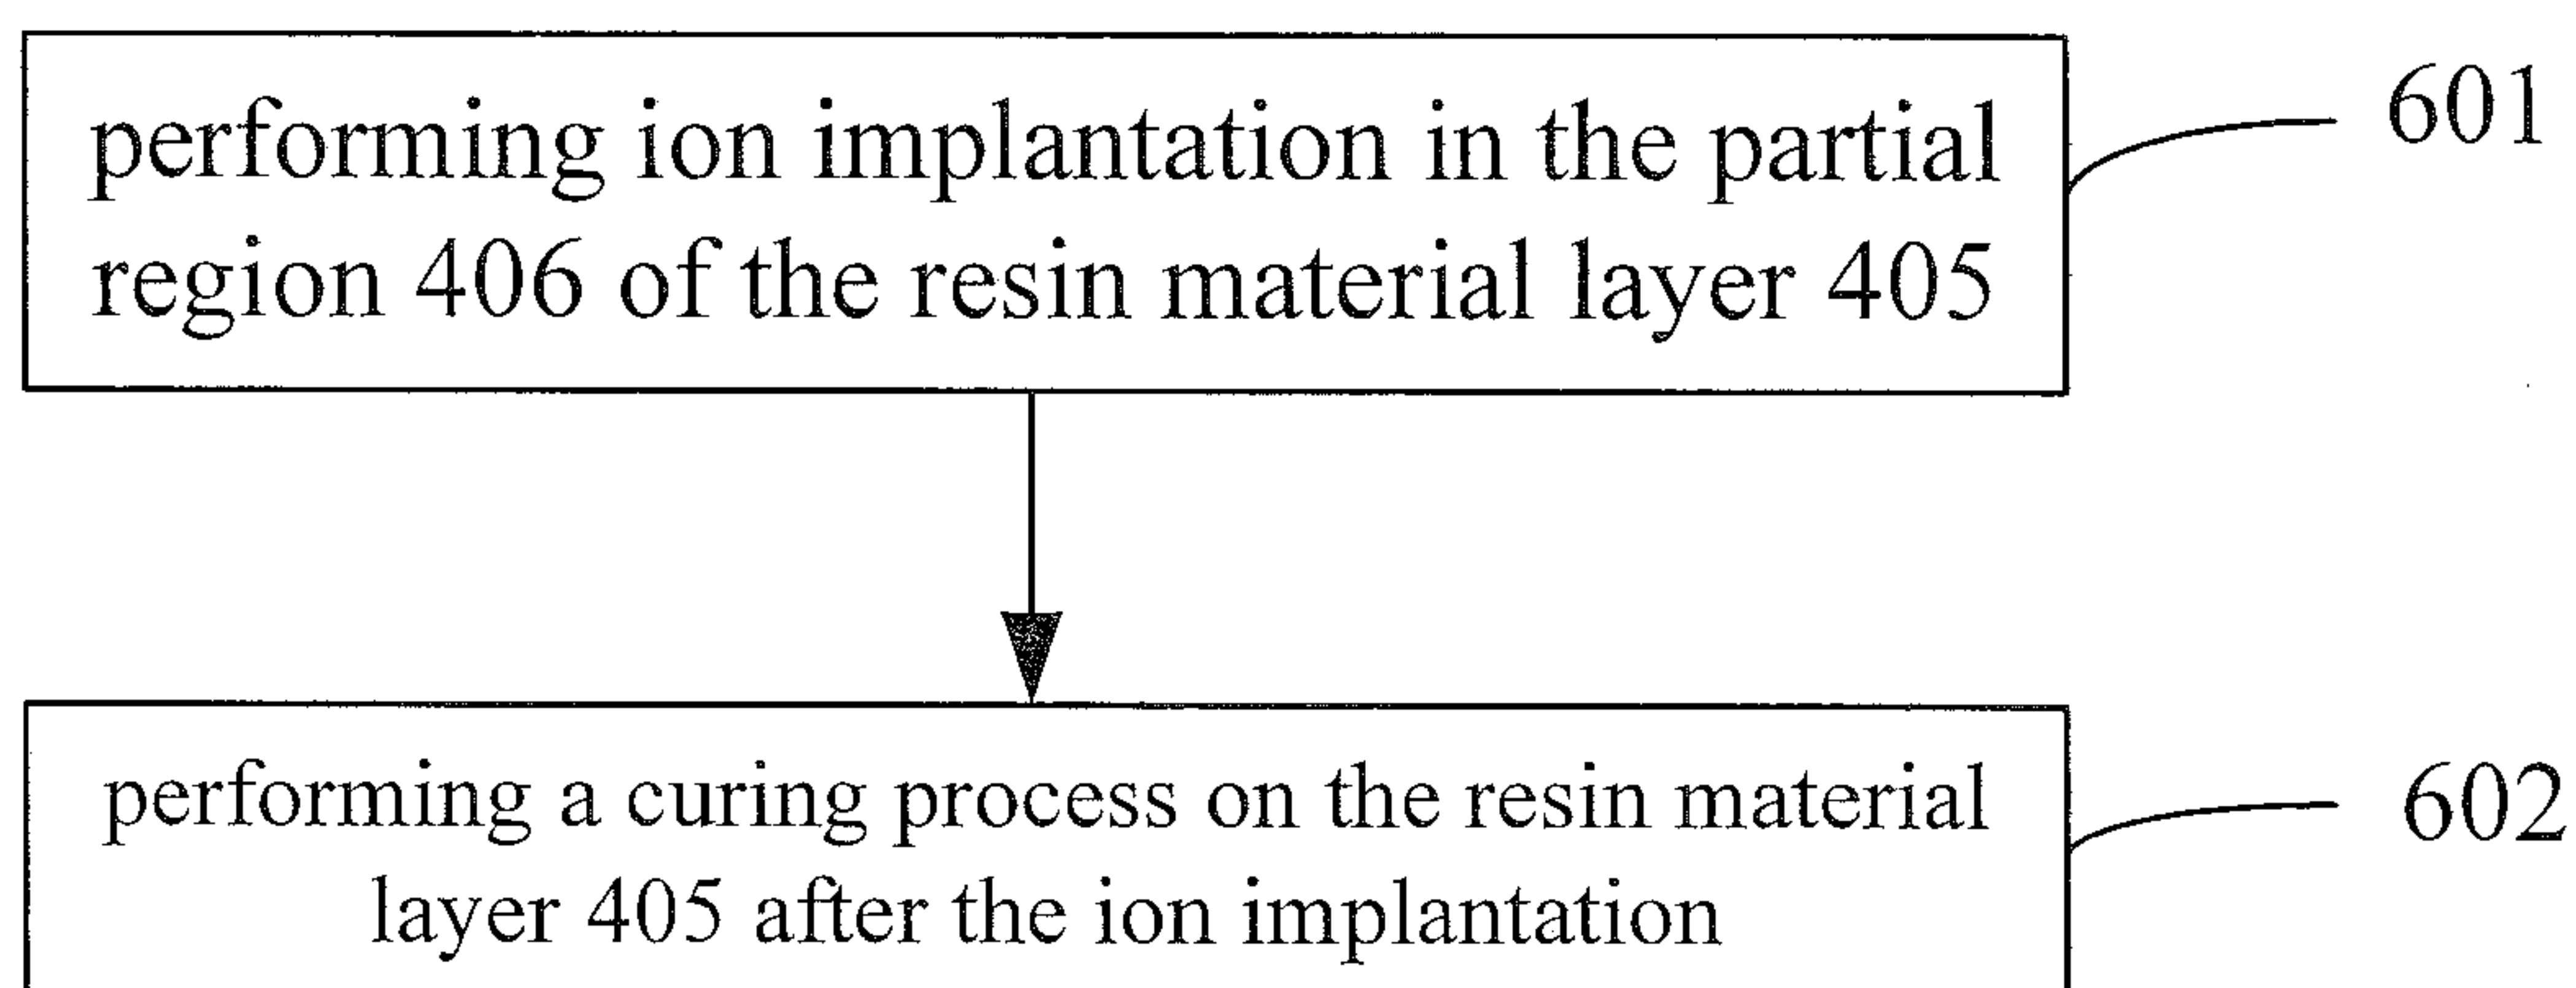 performing ion implantation in the partial
region 406 of the resin material layer 405
601
performing a curing process on the resin material
layer 405 after the ion implantation
602